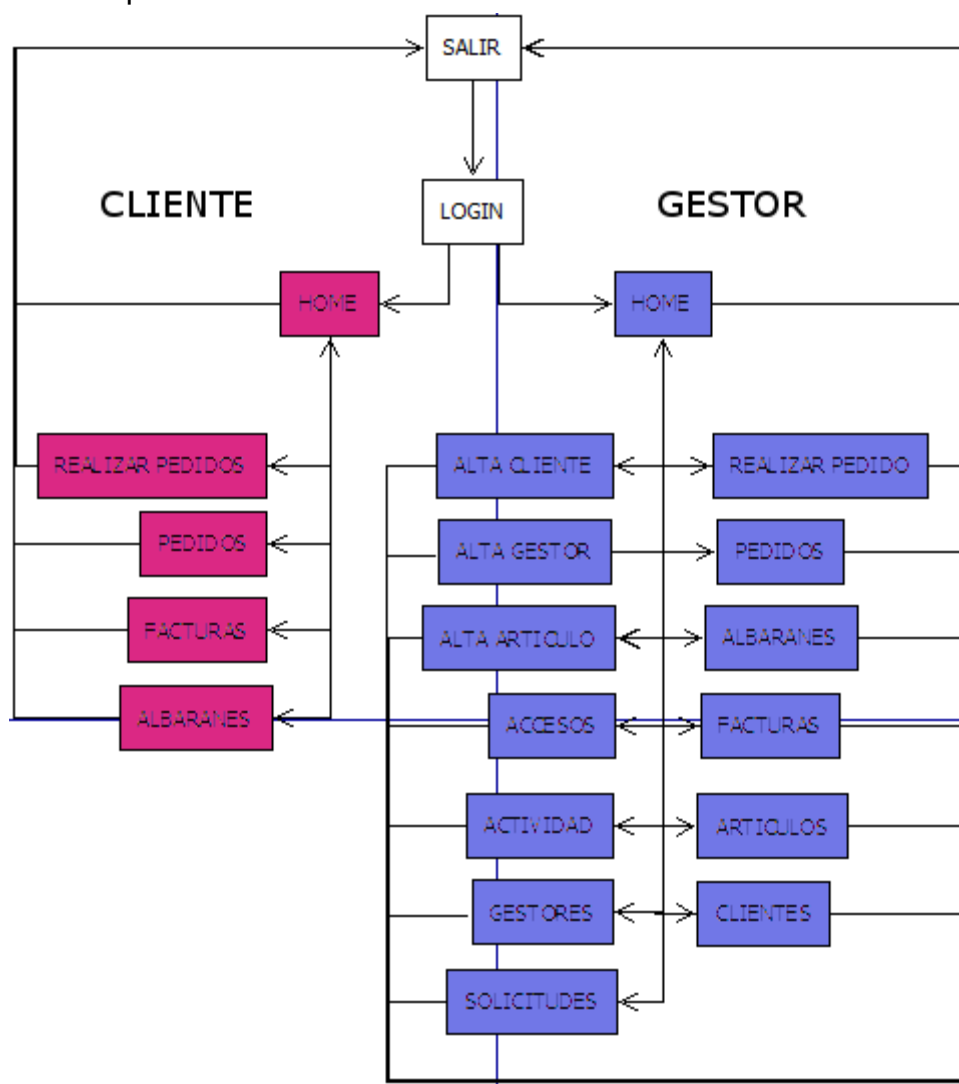 SALIR
CLIENTE
LOGIN
GESTOR
HOME
HOME
REALIZAR PEDIDOS
ALTA CLIENTE
REALIZAR PEDIDO
PEDIDOS
ALTA GESTOR
PEDIDOS
FACTURAS
ALTA ARTICULO
ALBARANES
ALBARANES
ACCESOS
FACTURAS
ACTIVIDAD
ARTICULOS
GESTORES
CLIENTES
SOLICITUDES